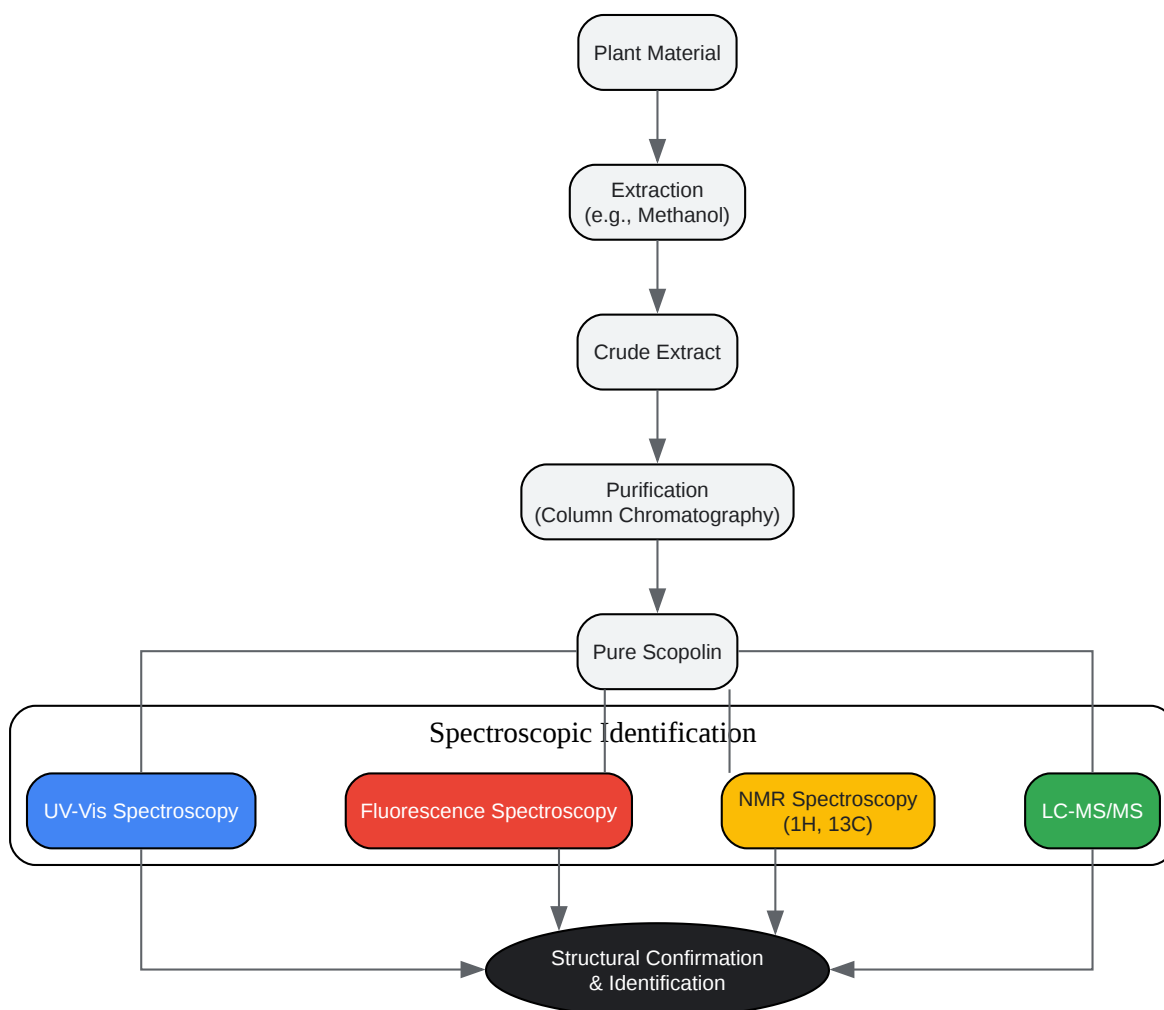 Plant Material
Extraction
(e.g., Methanol)
Crude Extract
Purification
(Column Chromatography)
Pure Scopolin
Spectroscopic Identification
UV-Vis Spectroscopy
Fluorescence Spectroscopy
NMR Spectroscopy
(1H, 13C)
LC-MS/MS
Structural Confirmation
& Identification